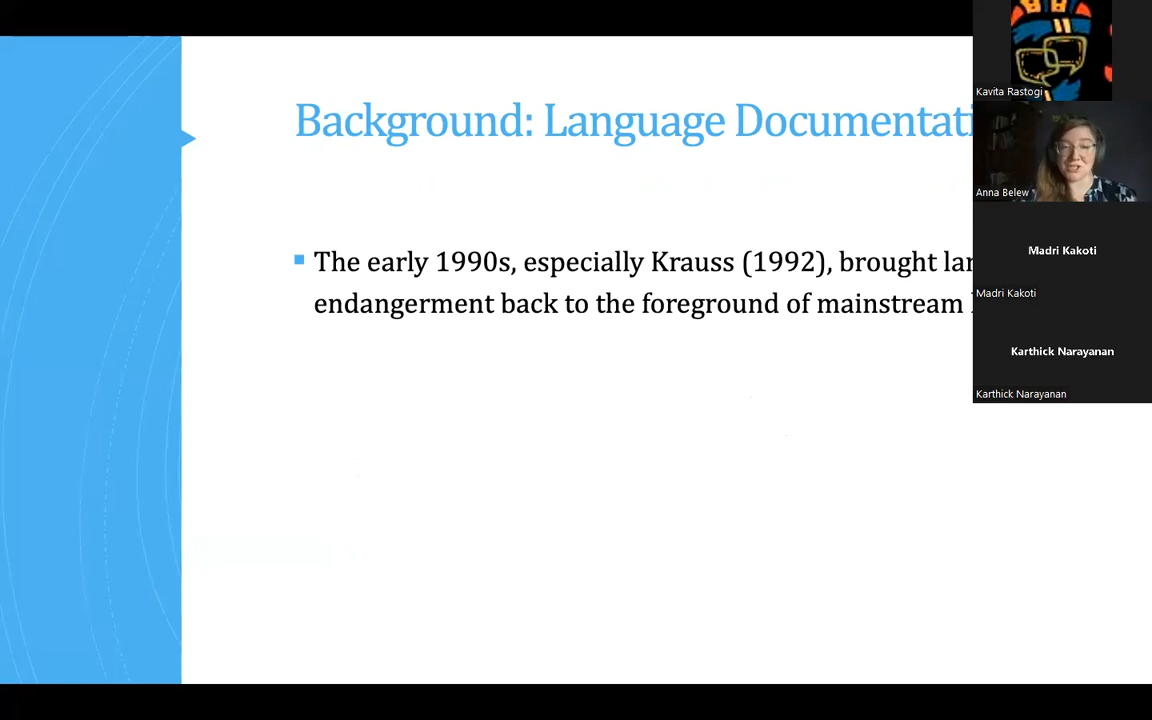 Background: Language Documentati
The early 1990s, especially Krauss (1992), brought lan
endangerment back to the foreground of mainstream
Kavita Rastogi
Anna Belew
Madri Kakoti
Madri Kakoti
Karthick Narayanan
Karthick Narayanan